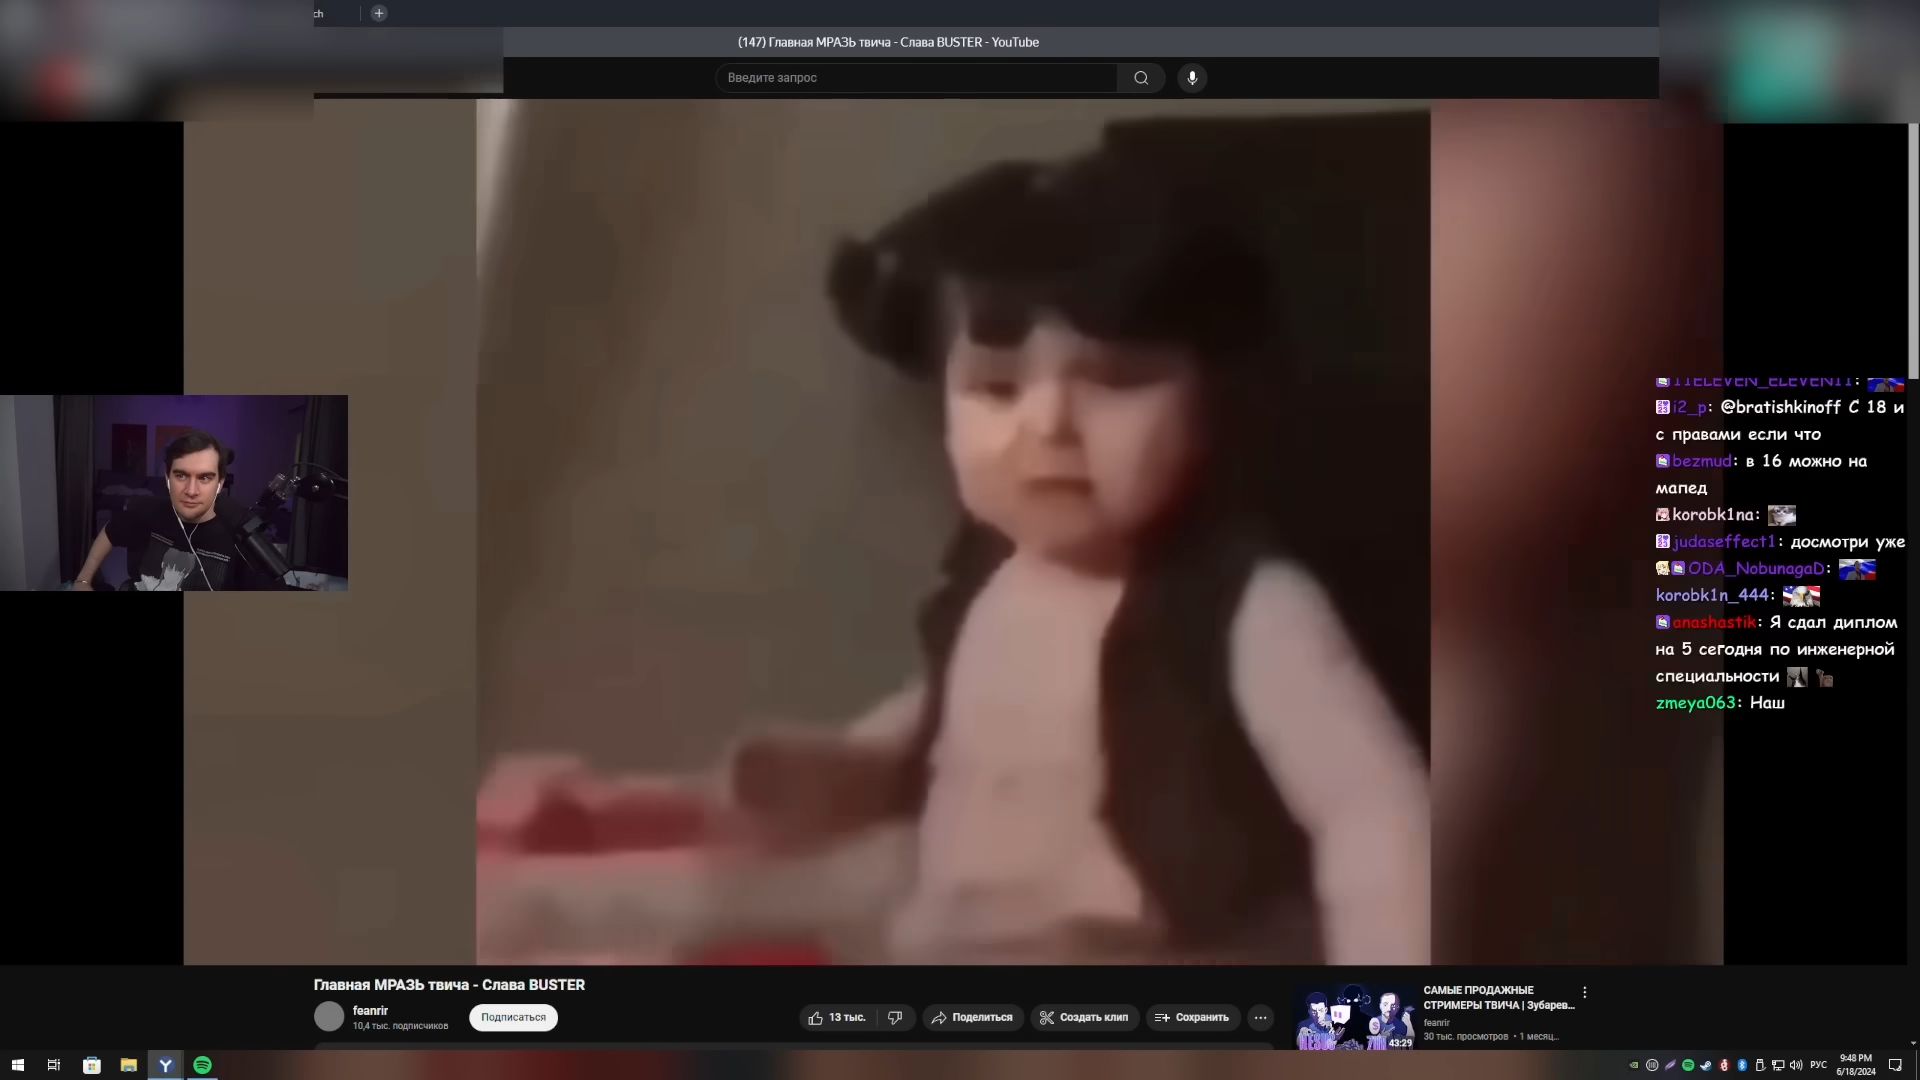 ch
(147) Главная МРАЗЬ твича - Слава BUSTER - YouTube
Введите запрос
11ELEVEN_ELEVEN11:
i2_p: @bratishkinoff С 18 и
с правами если что
bezmud: в 16 можно на
мапед
korobk1na:
judaseffect1: досмотри уже
ODA_NobunagaD:
korobk1n_444:
anashastik: Я сдал диплом
на 5 сегодня по инженерной
специальности
zmeya063: Наш
Главная МРАЗЬ твича - Слава BUSTER
feanrir
10,4 тыс. подписчиков
Подписаться
13 тыс.
Поделиться
Создать клип
Сохранить
САМЫЕ ПРОДАЖНЫЕ
СТРИМЕРЫ ТВИЧА | Зубарев...
feanrir
30 тыс. просмотров • 1 месяц...
43:29
РУС
9:48 PM
6/18/2024